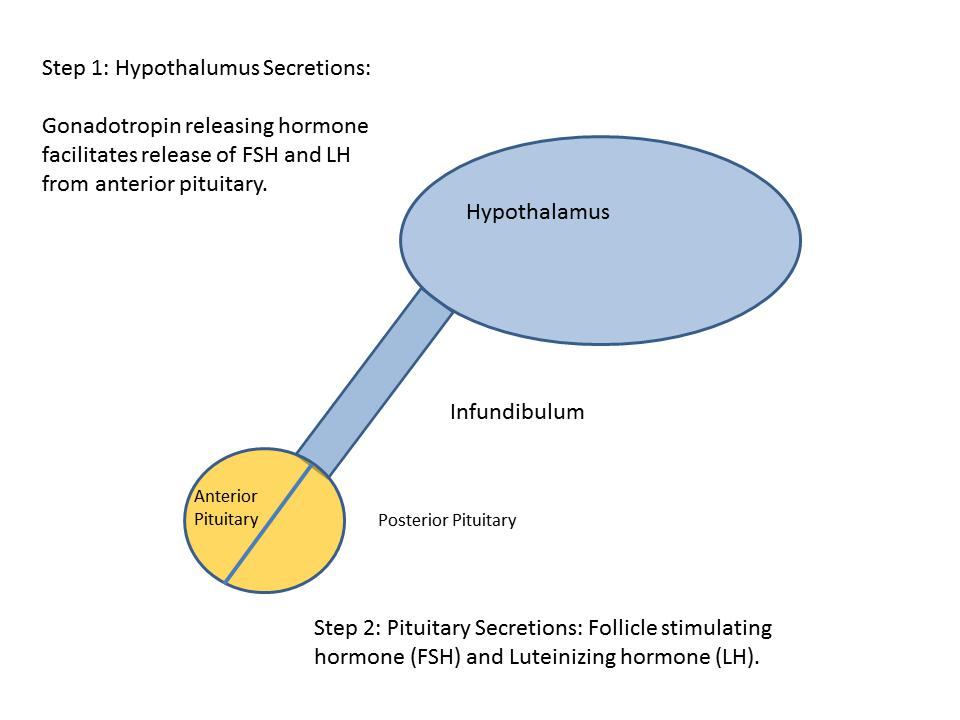 Step 1: Hypothalumus Secretions:
Gonadotropin releasing hormone
facilitates release of FSH and LH
from anterior pituitary.
Hypothalamus
Infundibulum
Anterior
Pituitary
Posterior Pituitary
Step 2: Pituitary Secretions: Follicle stimulating
hormone (FSH) and Luteinizing hormone (LH).